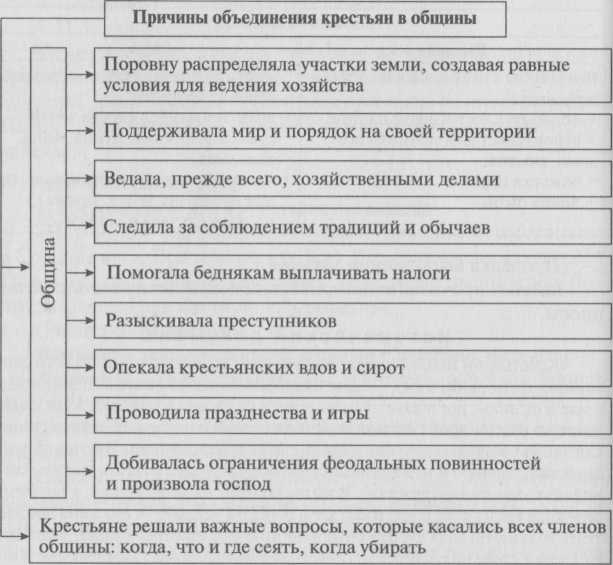 Причины объединения крестьян в общины
Община
Поровну распределяла участки земли, создавая равные
условия для ведения хозяйства
Поддерживала мир и порядок на своей территории
Ведала, прежде всего, хозяйственными делами
Следила за соблюдением традиций и обычаев
Помогала беднякам выплачивать налоги
Разыскивала преступников
Опекала крестьянских вдов и сирот
Проводила празднества и игры
Добивалась ограничения феодальных повинностей
и произвола господ
Крестьяне решали важные вопросы, которые касались всех членов
общины: когда, что и где сеять, когда убирать